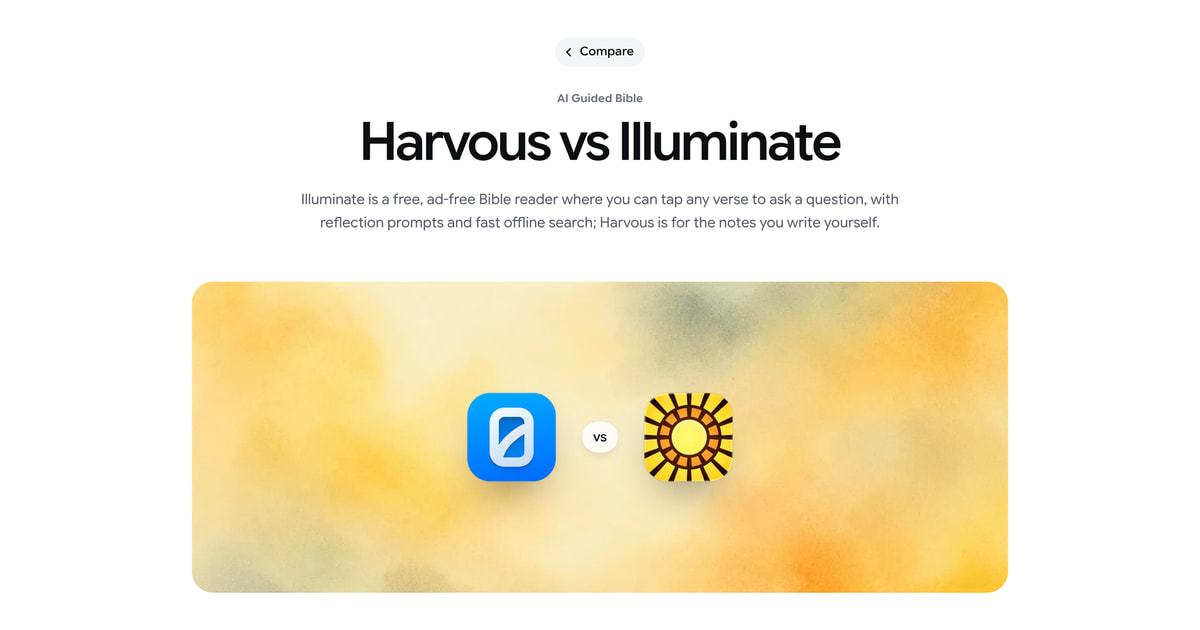 Compare
AI Guided Bible
Harvous vs Illuminate
Illuminate is a free, ad-free Bible reader where you can tap any verse to ask a question, with
reflection prompts and fast offline search; Harvous is for the notes you write yourself.
vs